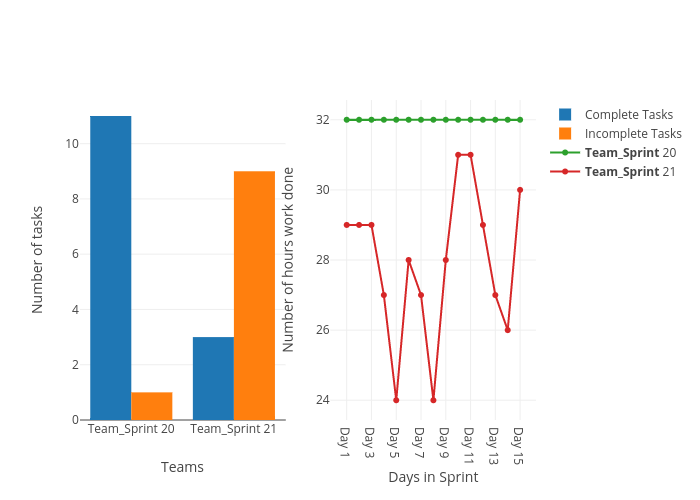 Number of tasks
10
8
6
4
2
0
Team_Sprint 20
Team_Sprint 21
Teams
Number of hours work done
32
30
28
26
24
Day 1
Day 3
Day 5
Day 7
Day 9
Day 11
Day 13
Day 15
Days in Sprint
Complete Tasks
Incomplete Tasks
Team_Sprint 20
Team_Sprint 21